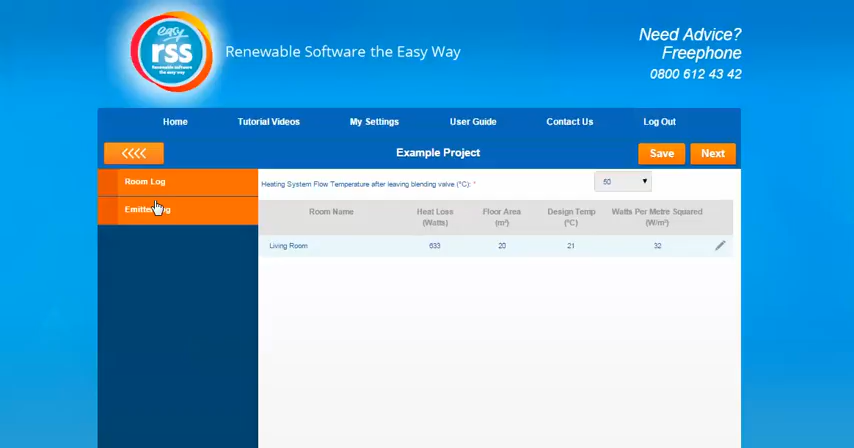 easy
rss
Renewable software
the easy way
Renewable Software the Easy Way
Need Advice?
Freephone
0800 612 43 42
Home
Tutorial Videos
My Settings
User Guide
Contact Us
Log Out
<<<<
Example Project
Save
Next
Room Log
Heating System Flow Temperature after leaving blending valve (°C): *
50
Room Name
Heat Loss
(Watts)
Floor Area
(m²)
Design Temp
(°C)
Watts Per Metre Squared
(W/m²)
Emitter Log
Living Room
633
20
21
32